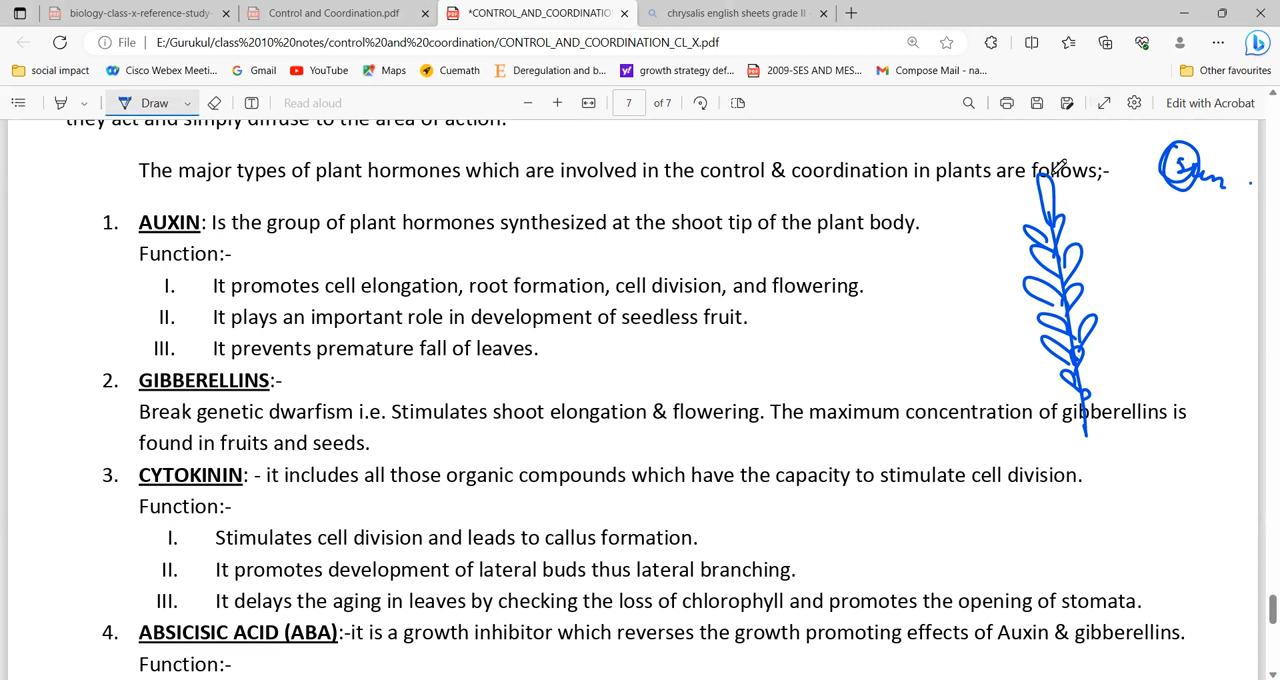 biology-class-x-reference-study-
Control and Coordination.pdf
*CONTROL_AND_COORDINATIO
chrysalis english sheets grade II -
File E:/Gurukul/class%2010%20notes/control%20and%20coordination/CONTROL_AND_COORDINATION_CL_X.pdf
social impact Cisco Webex Meeti... Gmail YouTube Maps Cuemath Deregulation and b... growth strategy def... 2009-SES AND MES... Compose Mail - na... Other favourites
Draw Read aloud 7 of 7 Edit with Acrobat
they act and simply diffuse to the area of action.
The major types of plant hormones which are involved in the control & coordination in plants are follows;-
Sun
1. AUXIN: Is the group of plant hormones synthesized at the shoot tip of the plant body.
Function:-
I. It promotes cell elongation, root formation, cell division, and flowering.
II. It plays an important role in development of seedless fruit.
III. It prevents premature fall of leaves.
2. GIBBERELLINS:-
Break genetic dwarfism i.e. Stimulates shoot elongation & flowering. The maximum concentration of gibberellins is
found in fruits and seeds.
3. CYTOKININ: - it includes all those organic compounds which have the capacity to stimulate cell division.
Function:-
I. Stimulates cell division and leads to callus formation.
II. It promotes development of lateral buds thus lateral branching.
III. It delays the aging in leaves by checking the loss of chlorophyll and promotes the opening of stomata.
4. ABSICISIC ACID (ABA):-it is a growth inhibitor which reverses the growth promoting effects of Auxin & gibberellins.
Function:-